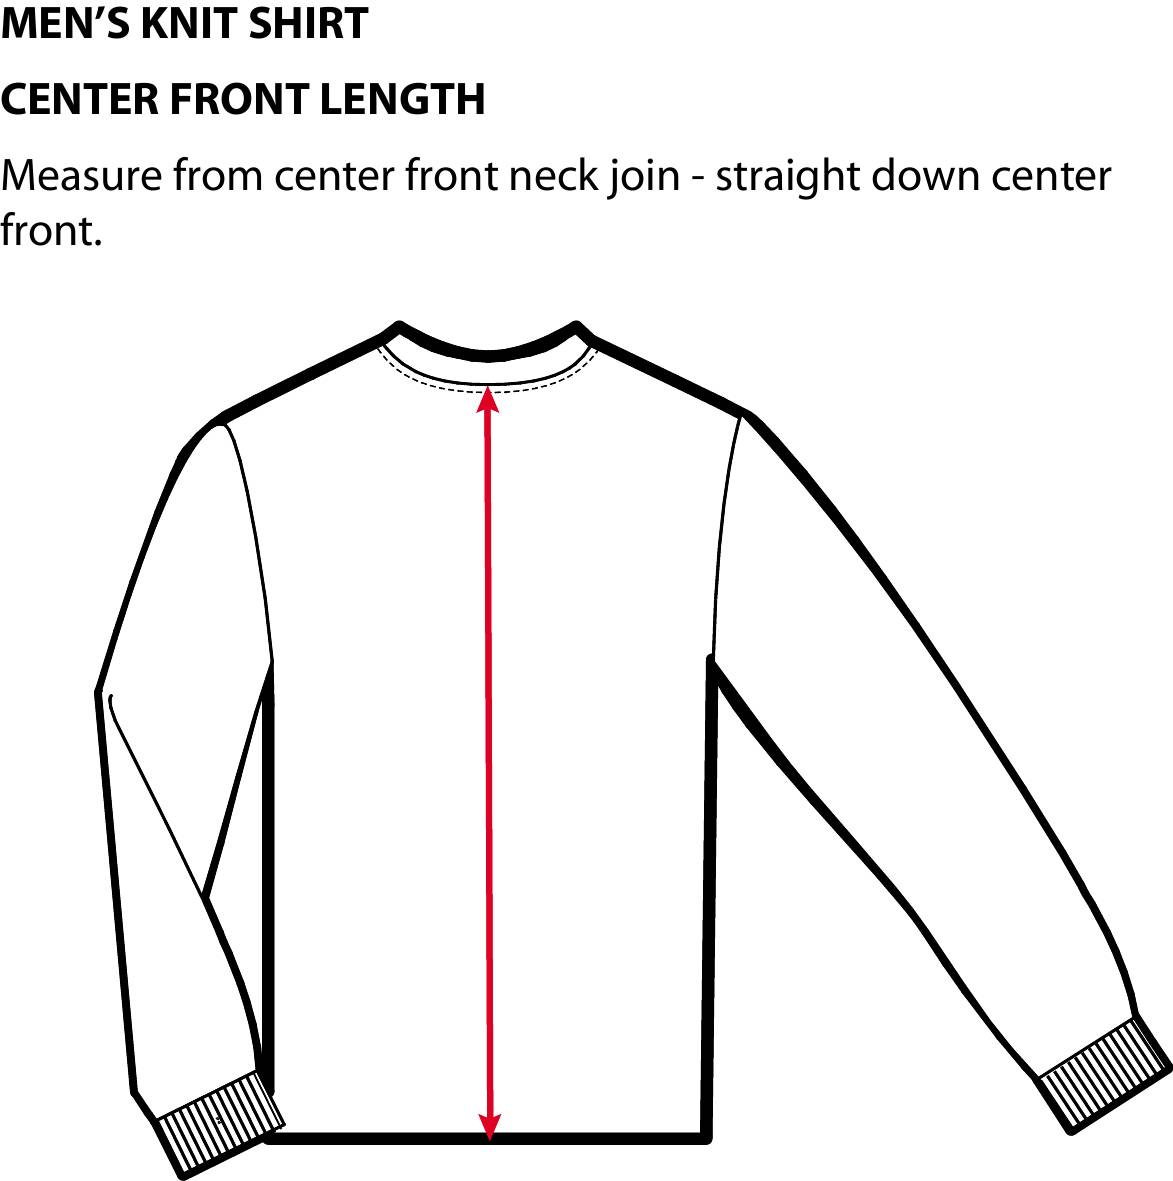 MEN’S KNIT SHIRT
CENTER FRONT LENGTH
Measure from center front neck join - straight down center
front.